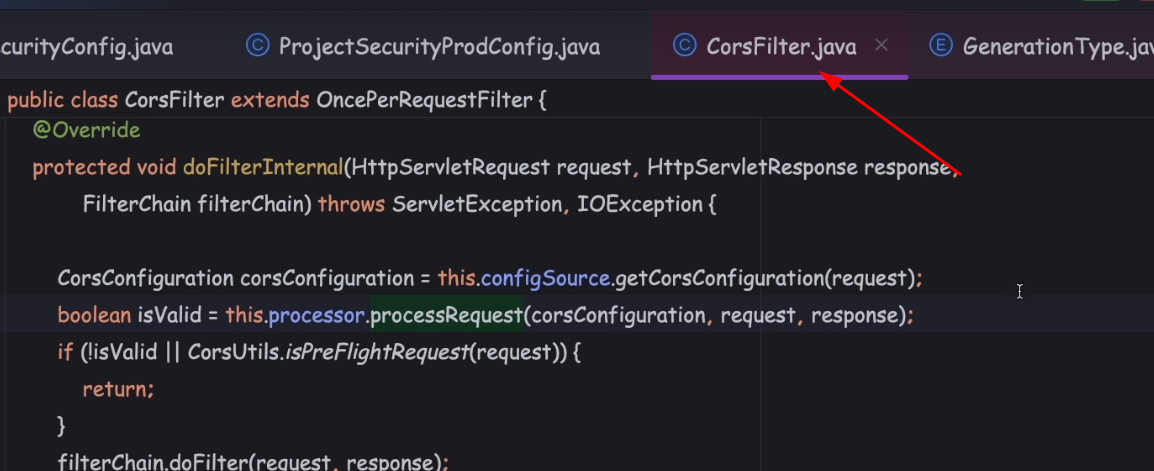 curityConfig.java © ProjectSecurityProdConfig.java © CorsFilter.java × Ⓔ GenerationType.jav
public class CorsFilter extends OncePerRequestFilter {
@Override
protected void doFilterInternal(HttpServletRequest request, HttpServletResponse response,
FilterChain filterChain) throws ServletException, IOException {
CorsConfiguration corsConfiguration = this.configSource.getCorsConfiguration(request);
boolean isValid = this.processor.processRequest(corsConfiguration, request, response);
if (!isValid || CorsUtils.isPreFlightRequest(request)) {
return;
}
filterChain.doFilter(request, response);